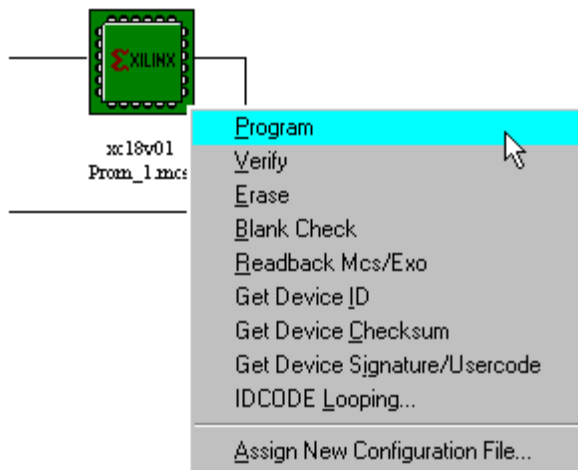 ΣXILINX
xc18v01
Prom_1.mcs
Program
Verify
Erase
Blank Check
Readback Mcs/Exo
Get Device ID
Get Device Checksum
Get Device Signature/Usercode
IDCODE Looping...
Assign New Configuration File...